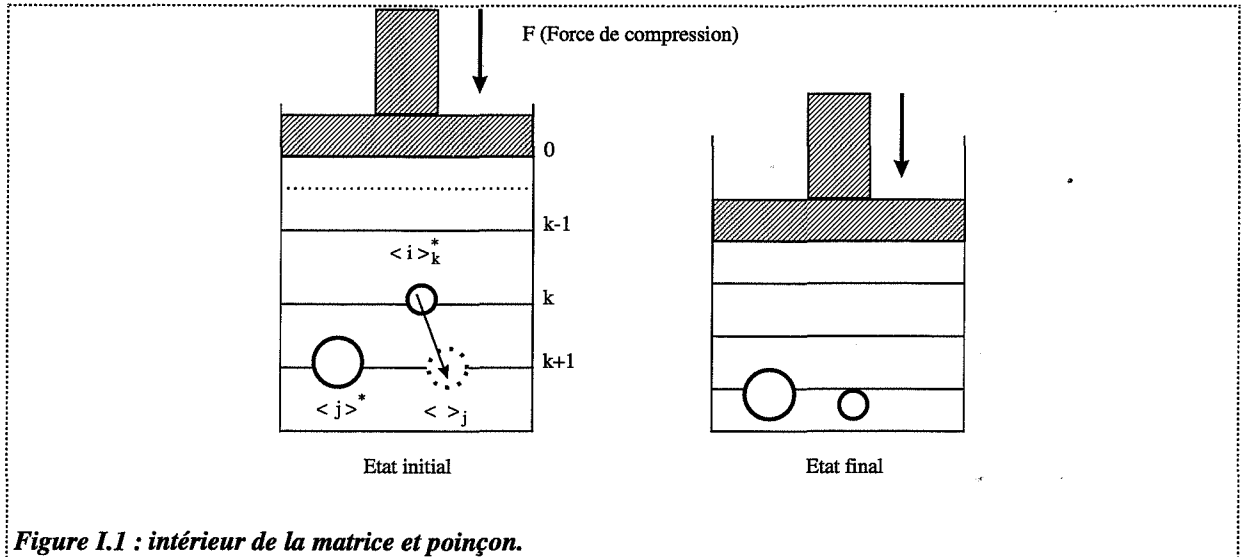 F (Force de compression)
0
k-1
< i >*k
k
k+1
< j >*
< >j
Etat initial
Etat final
Figure I.1 : intérieur de la matrice et poinçon.